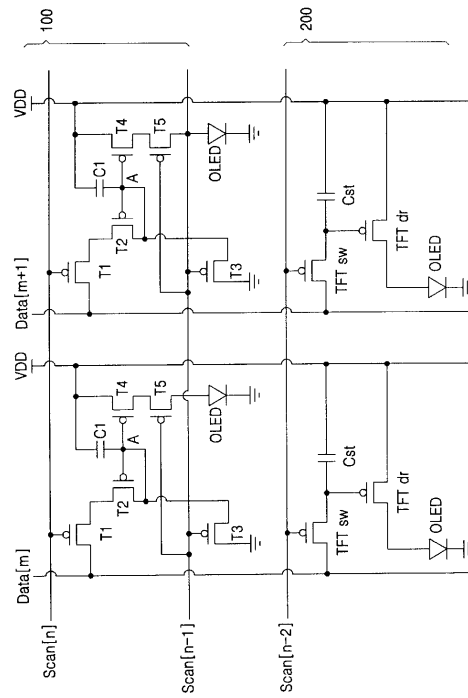 100
200
VDD
VDD
Data[m]
Data[m+1]
Scan[n]
Scan[n-1]
Scan[n-2]
T1
T2
C1
A
T4
T5
T3
OLED
T1
T2
C1
A
T4
T5
T3
OLED
TFT sw
Cst
TFT dr
OLED
TFT sw
Cst
TFT dr
OLED